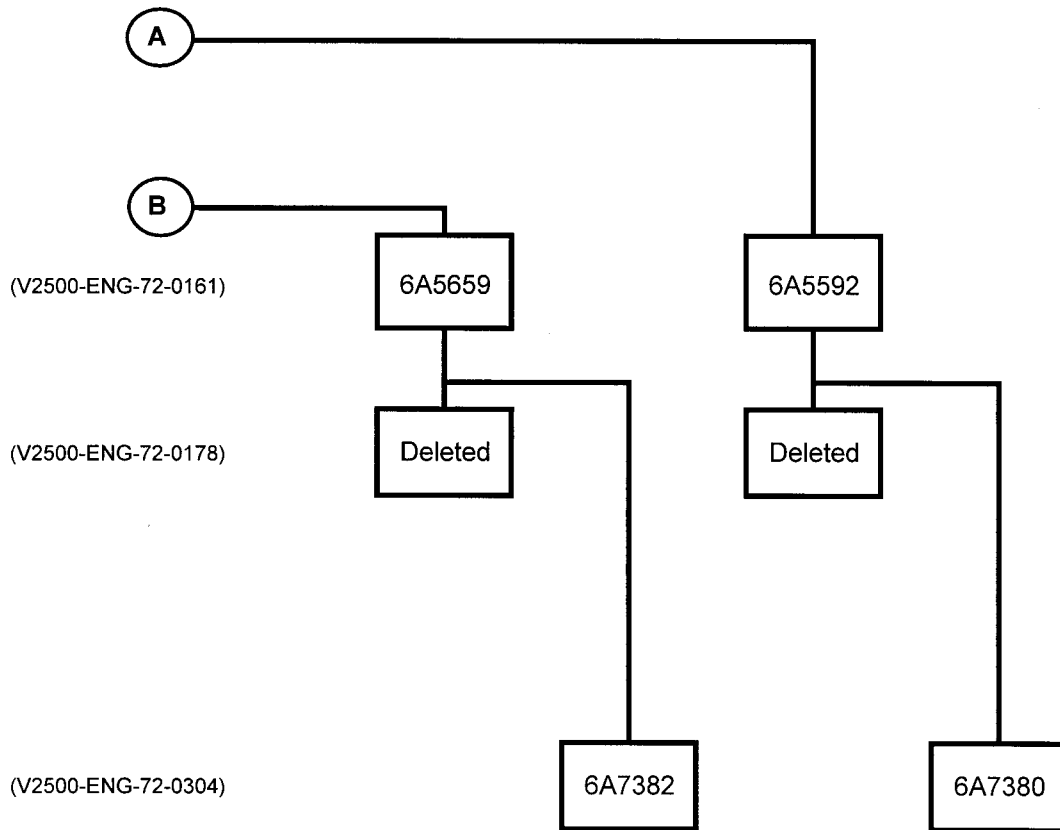 A
B
(V2500-ENG-72-0161)
6A5659
6A5592
(V2500-ENG-72-0178)
Deleted
Deleted
(V2500-ENG-72-0304)
6A7382
6A7380